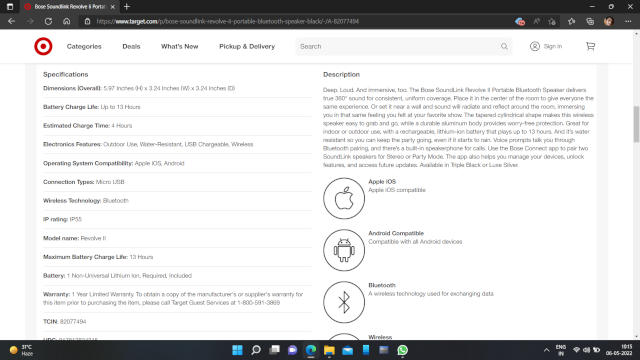 Bose Soundlink Revolve Ii Portab
https://www.target.com/p/bose-soundlink-revolve-ii-portable-bluetooth-speaker-black/-/A-82077494
Categories Deals What's New Pickup & Delivery Search Sign in
Specifications
Dimensions (Overall): 5.97 Inches (H) x 3.24 Inches (W) x 3.24 Inches (D)
Battery Charge Life: Up to 13 Hours
Estimated Charge Time: 4 Hours
Electronics Features: Outdoor Use, Water-Resistant, USB Chargeable, Wireless
Operating System Compatibility: Apple iOS, Android
Connection Types: Micro USB
Wireless Technology: Bluetooth
IP rating: IP55
Model name: Revolve II
Maximum Battery Charge Life: 13 Hours
Battery: 1 Non-Universal Lithium Ion, Required, Included
Warranty: 1 Year Limited Warranty. To obtain a copy of the manufacturer's or supplier's warranty for
this item prior to purchasing the item, please call Target Guest Services at 1-800-591-3869
TCIN: 82077494
Description
Deep. Loud. And immersive, too. The Bose SoundLink Revolve II Portable Bluetooth Speaker delivers
true 360° sound for consistent, uniform coverage. Place it in the center of the room to give everyone the
same experience. Or set it near a wall and sound will radiate and reflect around the room, immersing
you in that same feeling you felt at your favorite show. The tapered cylindrical shape makes this wireless
speaker easy to grab and go, while a durable aluminum body provides worry-free protection. Great for
indoor or outdoor use, with a rechargeable, lithium-ion battery that plays up to 13 hours. And it's water
resistant so you can keep the party going, even if it starts to rain. Voice prompts talk you through
Bluetooth pairing, and there's a built-in speakerphone for calls. Use the Bose Connect app to pair two
SoundLink speakers for Stereo or Party Mode. The app also helps you manage your devices, unlock
features, and access future updates. Available in Triple Black or Luxe Silver.
Apple iOS
Apple iOS compatible
Android Compatible
Compatible with all Android devices
Bluetooth
A wireless technology used for exchanging data
Wireless
31°C
Haze
ENG
IN
10:15
06-05-2022